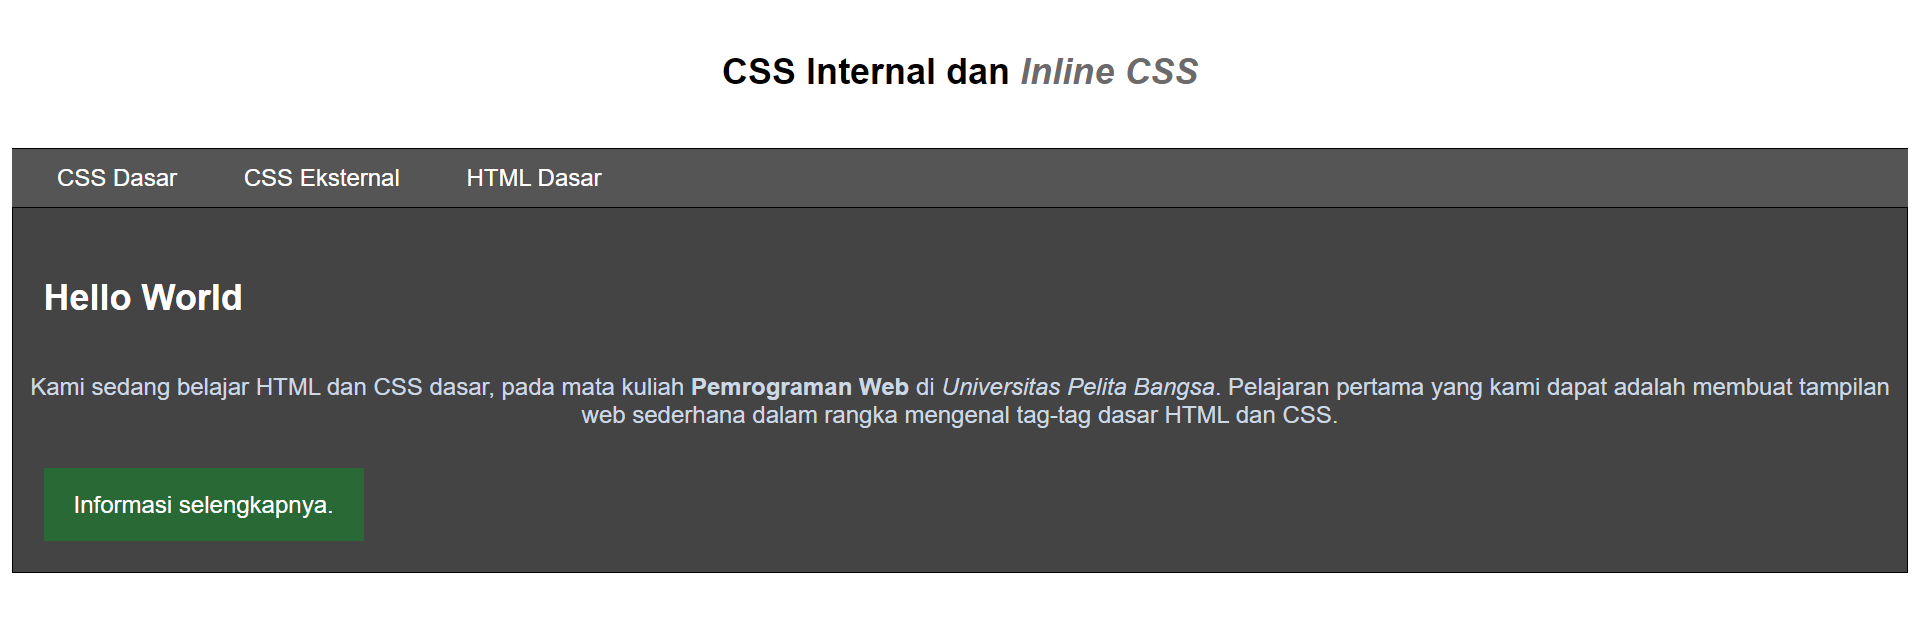 CSS Internal dan Inline CSS
CSS Dasar CSS Eksternal HTML Dasar
Hello World
Kami sedang belajar HTML dan CSS dasar, pada mata kuliah Pemrograman Web di Universitas Pelita Bangsa. Pelajaran pertama yang kami dapat adalah membuat tampilan
web sederhana dalam rangka mengenal tag-tag dasar HTML dan CSS.
Informasi selengkapnya.